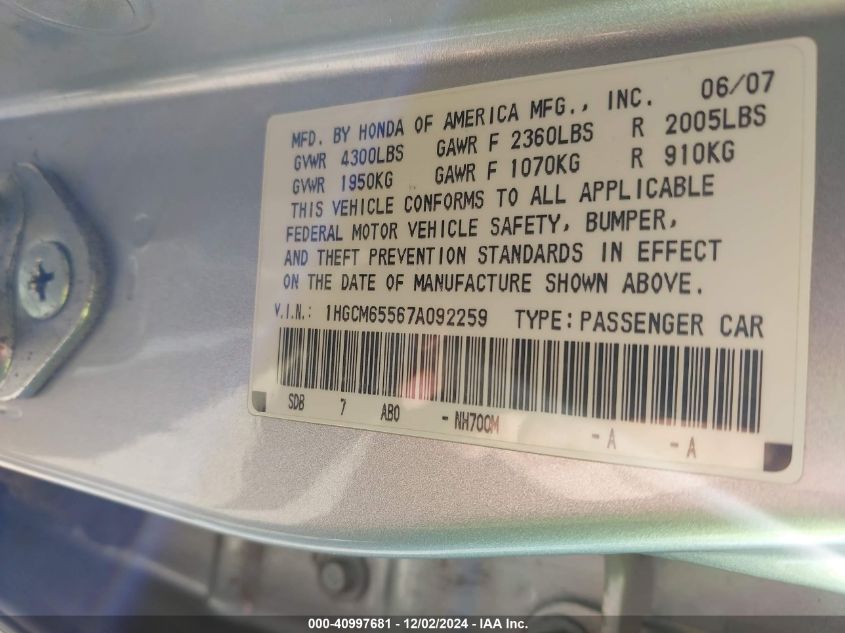 06/07
MFD. BY HONDA OF AMERICA MFG., INC.
GVWR 4300LBS GAWR F 2360LBS R 2005LBS
GVWR 1950KG GAWR F 1070KG R 910KG
THIS VEHICLE CONFORMS TO ALL APPLICABLE
FEDERAL MOTOR VEHICLE SAFETY, BUMPER,
AND THEFT PREVENTION STANDARDS IN EFFECT
ON THE DATE OF MANUFACTURE SHOWN ABOVE.
V.I.N.: 1HGCM65567A092259 TYPE: PASSENGER CAR
SDB 7 AB0 - NH700M - A - A
000-40997681 - 12/02/2024 - IAA Inc.